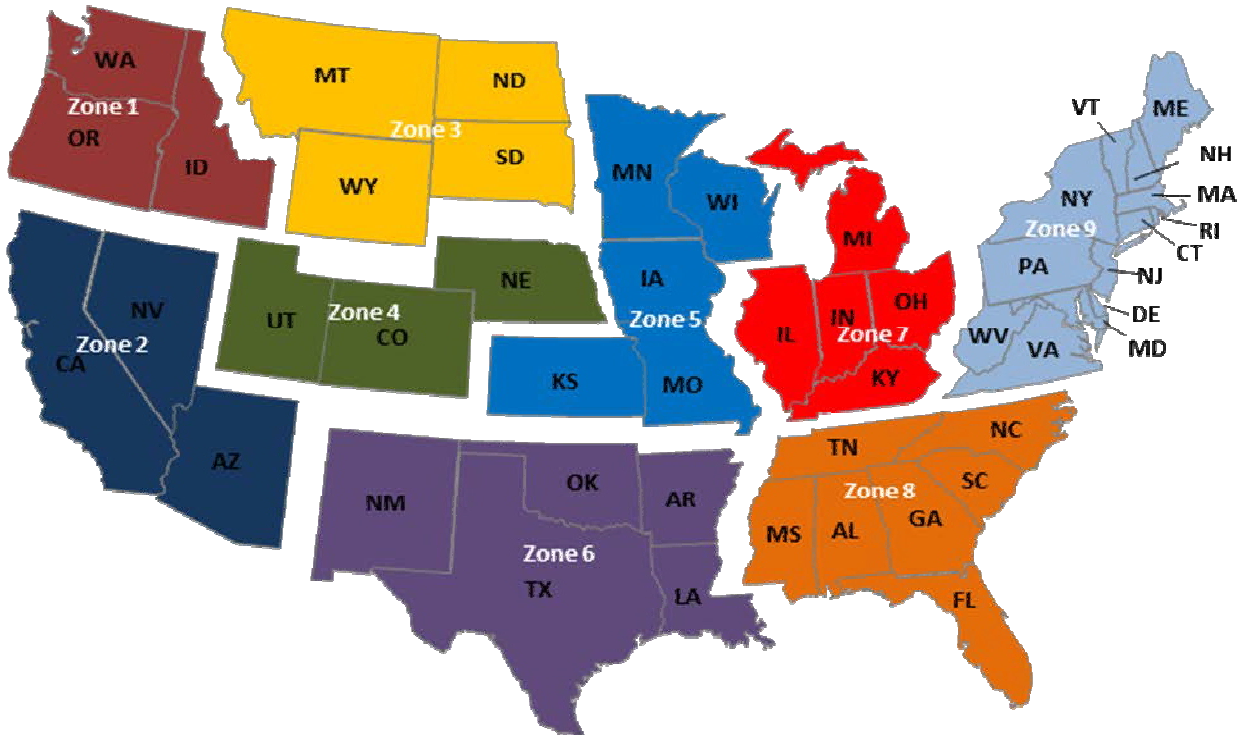 WA
Zone 1
OR
ID
MT
ND
Zone 3
SD
WY
NV
Zone 2
CA
AZ
NE
UT
Zone 4
CO
MN
WI
IA
Zone 5
KS
MO
NM
OK
AR
Zone 6
TX
LA
MI
IL
IN
OH
Zone 7
KY
TN
NC
Zone 8
SC
MS
AL
GA
FL
VT
ME
NH
NY
MA
Zone 9
RI
CT
PA
NJ
DE
WV
VA
MD